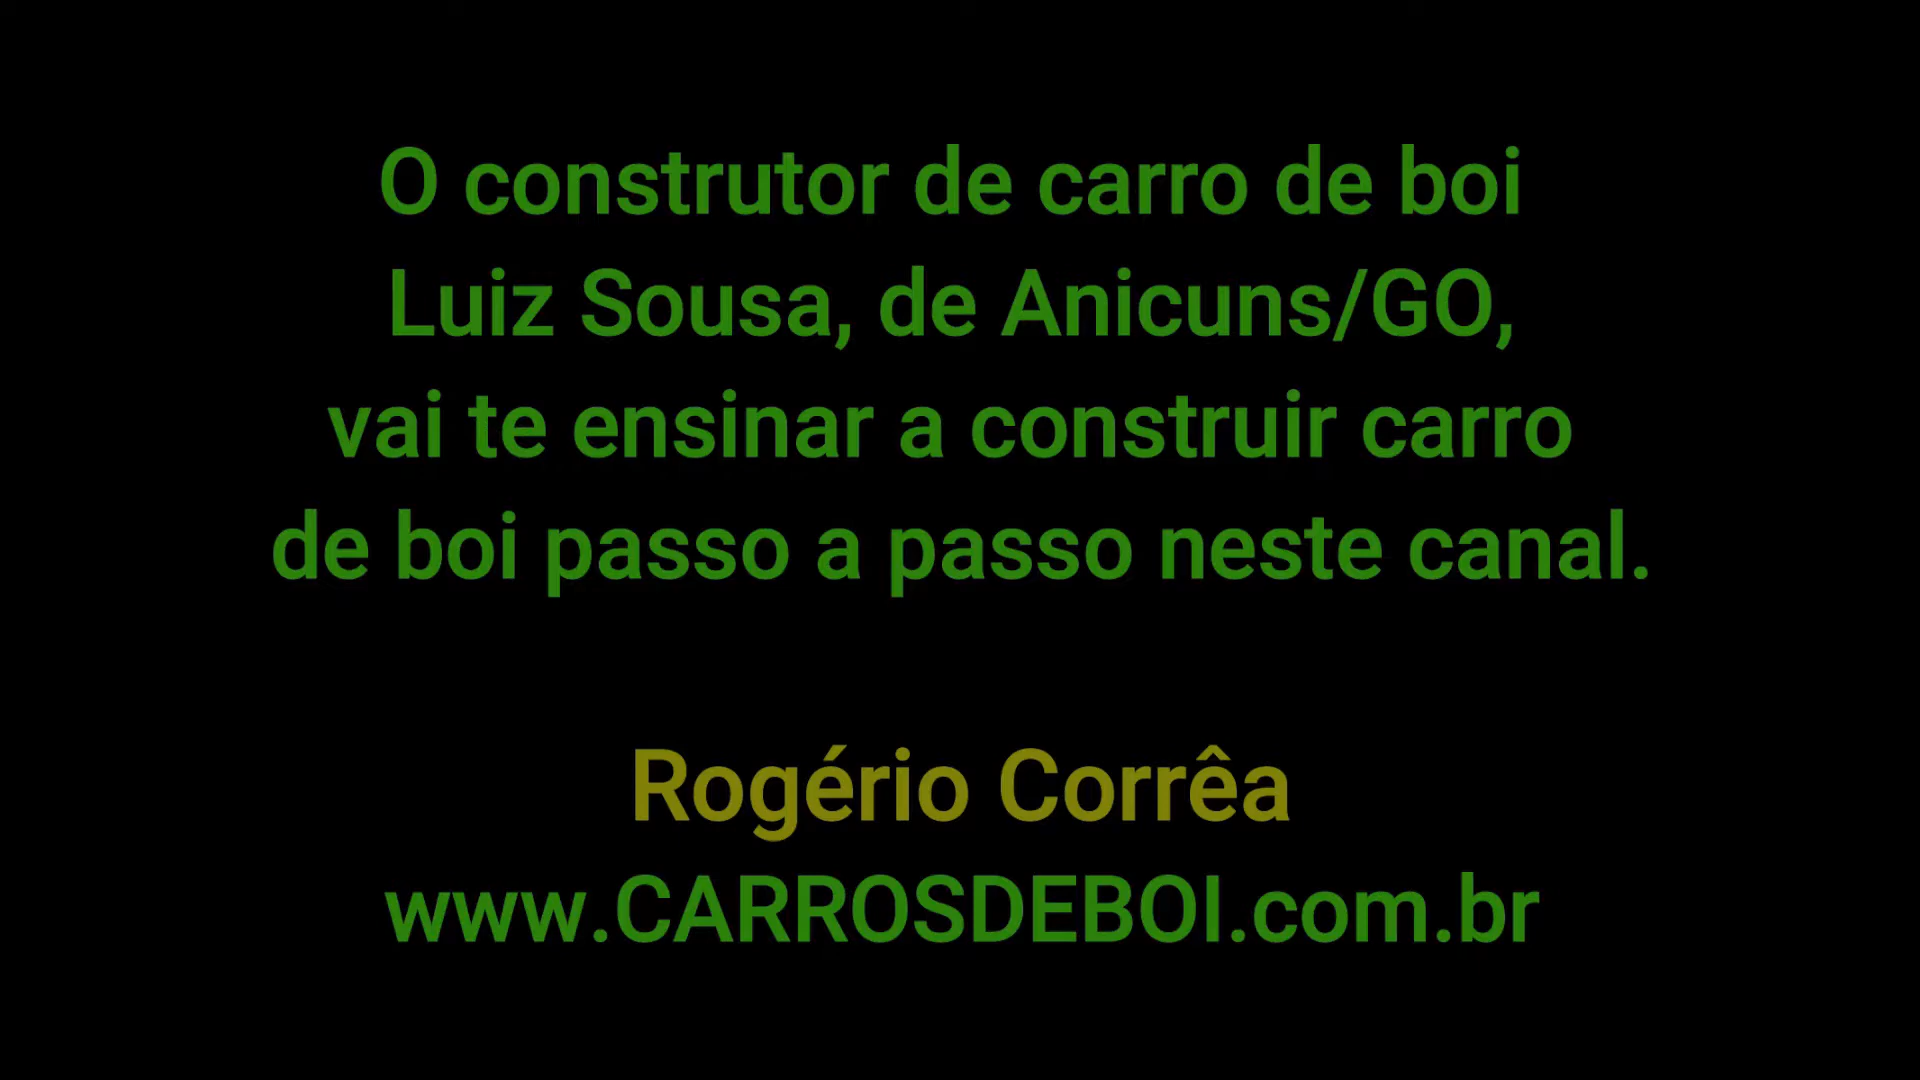 O construtor de carro de boi
Luiz Sousa, de Anicuns/GO,
vai te ensinar a construir carro
de boi passo a passo neste canal.
Rogério Corrêa
www.CARROSDEBOI.com.br